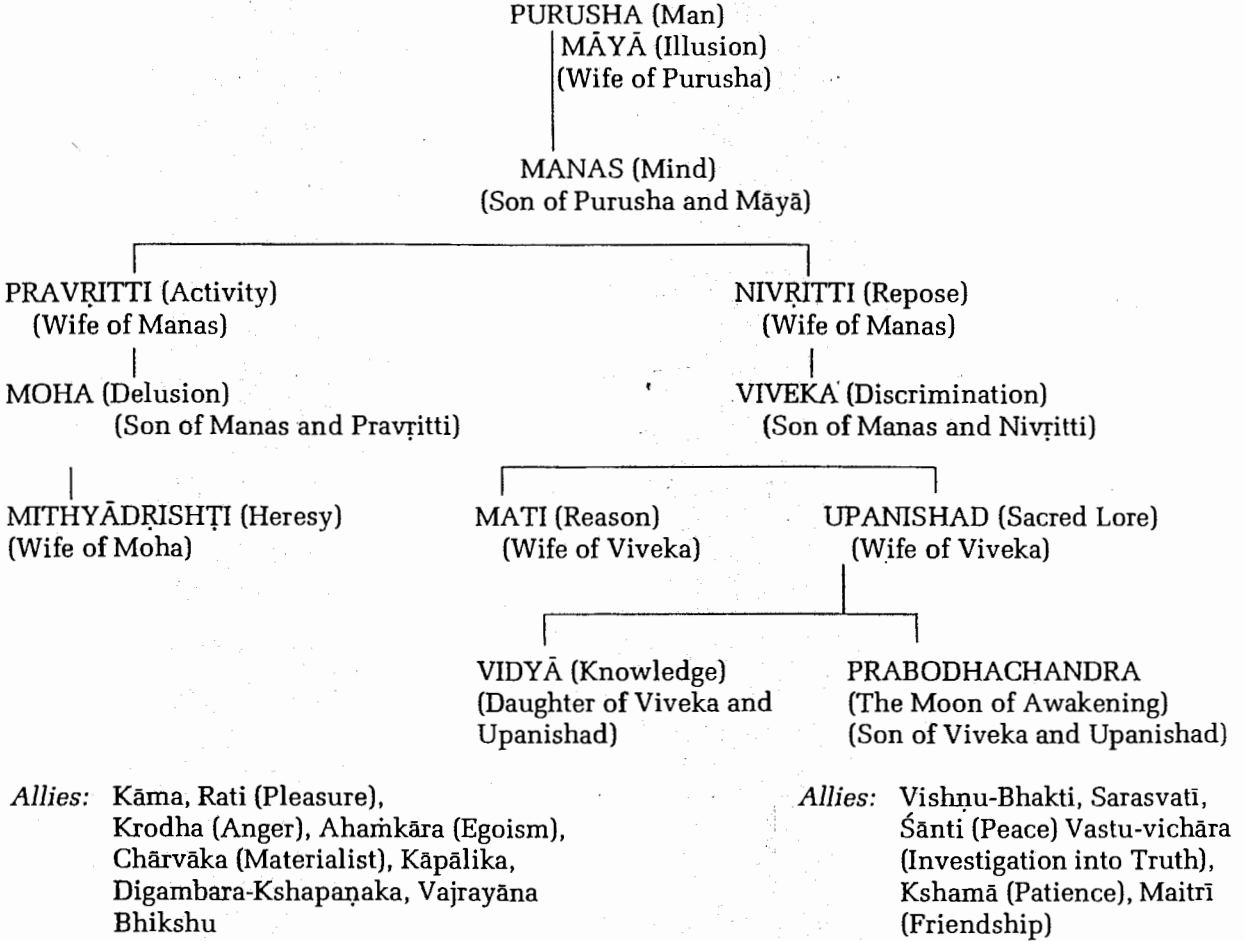 PURUSHA (Man)
MĀYĀ (Illusion)
(Wife of Purusha)
MANAS (Mind)
(Son of Purusha and Māyā)
PRAVṚITTI (Activity)
(Wife of Manas)
NIVṚITTI (Repose)
(Wife of Manas)
MOHA (Delusion)
(Son of Manas and Pravṛitti)
VIVEKA (Discrimination)
(Son of Manas and Nivṛitti)
MITHYĀDṚISHṬI (Heresy)
(Wife of Moha)
MATI (Reason)
(Wife of Viveka)
UPANISHAD (Sacred Lore)
(Wife of Viveka)
VIDYĀ (Knowledge)
(Daughter of Viveka and
Upanishad)
PRABODHACHANDRA
(The Moon of Awakening)
(Son of Viveka and Upanishad)
Allies: Kāma, Rati (Pleasure),
Krodha (Anger), Ahaṁkāra (Egoism),
Chārvāka (Materialist), Kāpālika,
Digambara-Kshapaṇaka, Vajrayāna
Bhikshu
Allies: Vishṇu-Bhakti, Sarasvatī,
Śānti (Peace) Vastu-vichāra
(Investigation into Truth),
Kshamā (Patience), Maitrī
(Friendship)